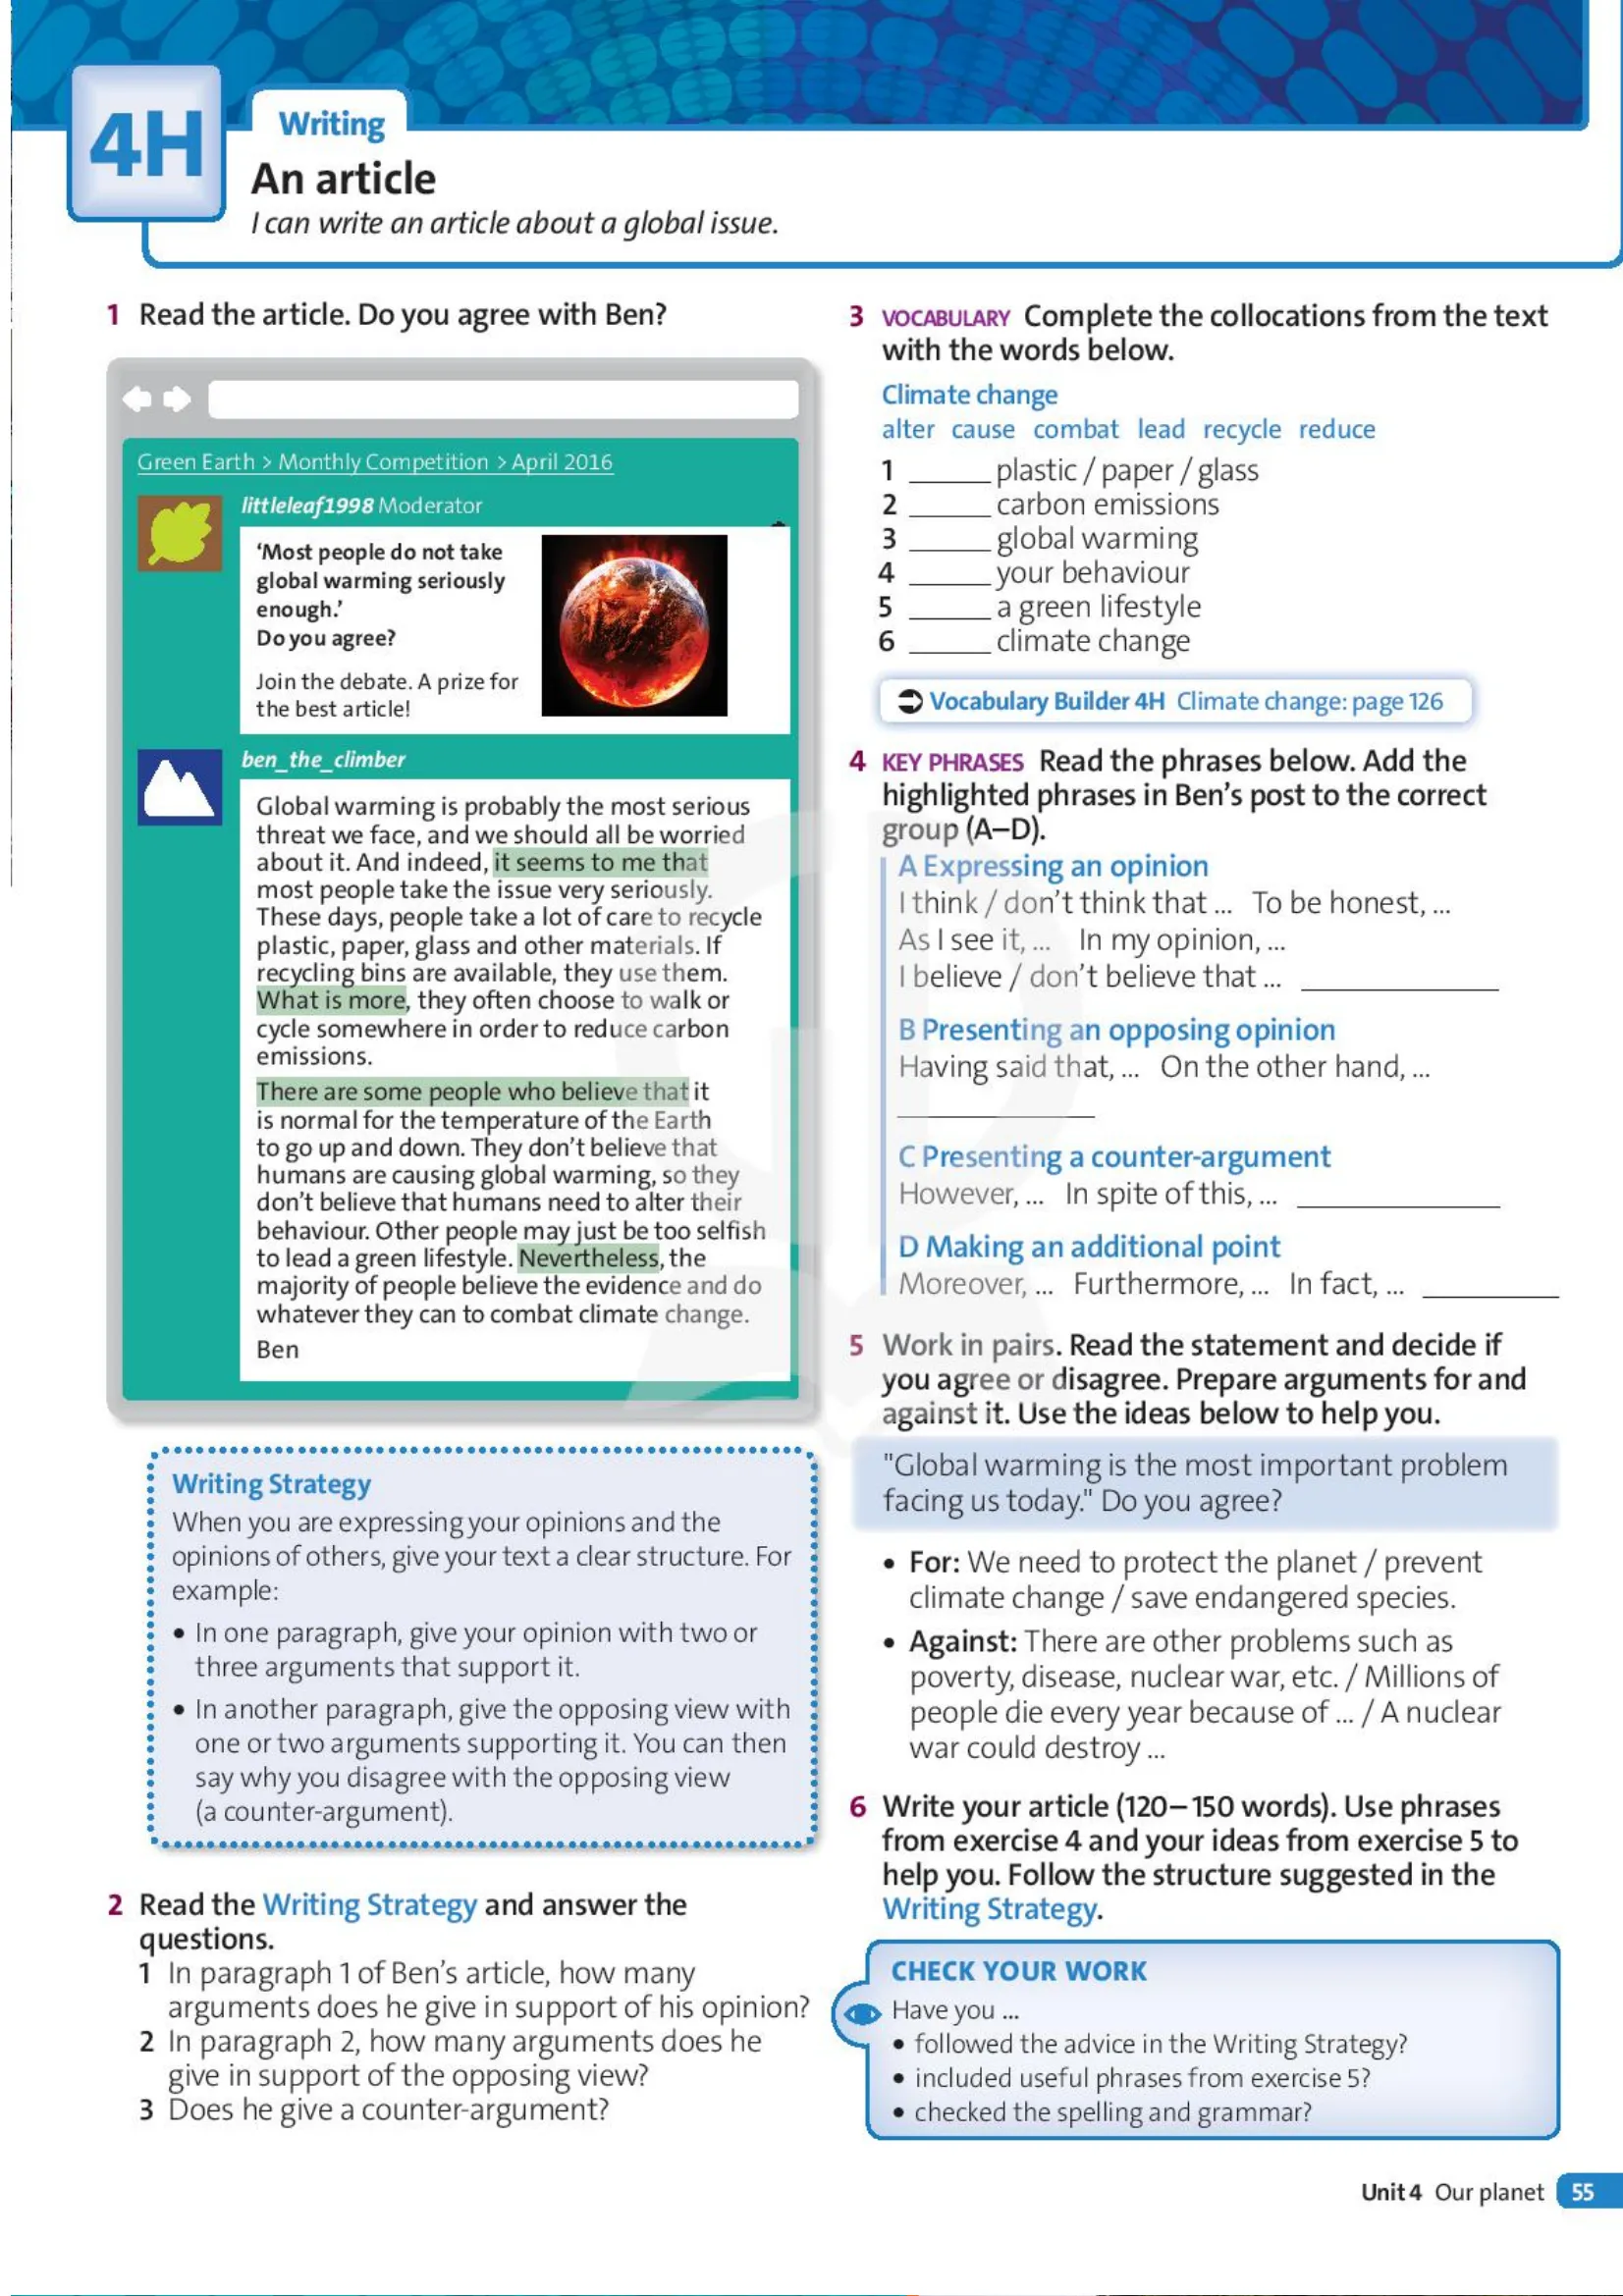 4H
Writing
An article
I can write an article about a global issue.
1 Read the article. Do you agree with Ben?
Green Earth > Monthly Competition > April 2016
littleleaf1998 Moderator
‘Most people do not take
global warming seriously
enough.’
Do you agree?
Join the debate. A prize for
the best article!
ben_the_climber
Global warming is probably the most serious
threat we face, and we should all be worried
about it. And indeed, it seems to me that
most people take the issue very seriously.
These days, people take a lot of care to recycle
plastic, paper, glass and other materials. If
recycling bins are available, they use them.
What is more, they often choose to walk or
cycle somewhere in order to reduce carbon
emissions.
There are some people who believe that it
is normal for the temperature of the Earth
to go up and down. They don’t believe that
humans are causing global warming, so they
don’t believe that humans need to alter their
behaviour. Other people may just be too selfish
to lead a green lifestyle. Nevertheless, the
majority of people believe the evidence and do
whatever they can to combat climate change.
Ben
Writing Strategy
When you are expressing your opinions and the
opinions of others, give your text a clear structure. For
example:
• In one paragraph, give your opinion with two or
three arguments that support it.
• In another paragraph, give the opposing view with
one or two arguments supporting it. You can then
say why you disagree with the opposing view
(a counter-argument).
2 Read the Writing Strategy and answer the
questions.
1 In paragraph 1 of Ben’s article, how many
arguments does he give in support of his opinion?
2 In paragraph 2, how many arguments does he
give in support of the opposing view?
3 Does he give a counter-argument?
3 VOCABULARY Complete the collocations from the text
with the words below.
Climate change
alter cause combat lead recycle reduce
1 ______ plastic / paper / glass
2 ______ carbon emissions
3 ______ global warming
4 ______ your behaviour
5 ______ a green lifestyle
6 ______ climate change
Vocabulary Builder 4H Climate change: page 126
4 KEY PHRASES Read the phrases below. Add the
highlighted phrases in Ben’s post to the correct
group (A–D).
A Expressing an opinion
I think / don’t think that ... To be honest, ...
As I see it, ... In my opinion, ...
I believe / don’t believe that ... ______
B Presenting an opposing opinion
Having said that, ... On the other hand, ...
______
C Presenting a counter-argument
However, ... In spite of this, ... ______
D Making an additional point
Moreover, ... Furthermore, ... In fact, ... ______
5 Work in pairs. Read the statement and decide if
you agree or disagree. Prepare arguments for and
against it. Use the ideas below to help you.
"Global warming is the most important problem
facing us today." Do you agree?
• For: We need to protect the planet / prevent
climate change / save endangered species.
• Against: There are other problems such as
poverty, disease, nuclear war, etc. / Millions of
people die every year because of ... / A nuclear
war could destroy ...
6 Write your article (120–150 words). Use phrases
from exercise 4 and your ideas from exercise 5 to
help you. Follow the structure suggested in the
Writing Strategy.
CHECK YOUR WORK
Have you ...
• followed the advice in the Writing Strategy?
• included useful phrases from exercise 5?
• checked the spelling and grammar?
Unit 4 Our planet 55